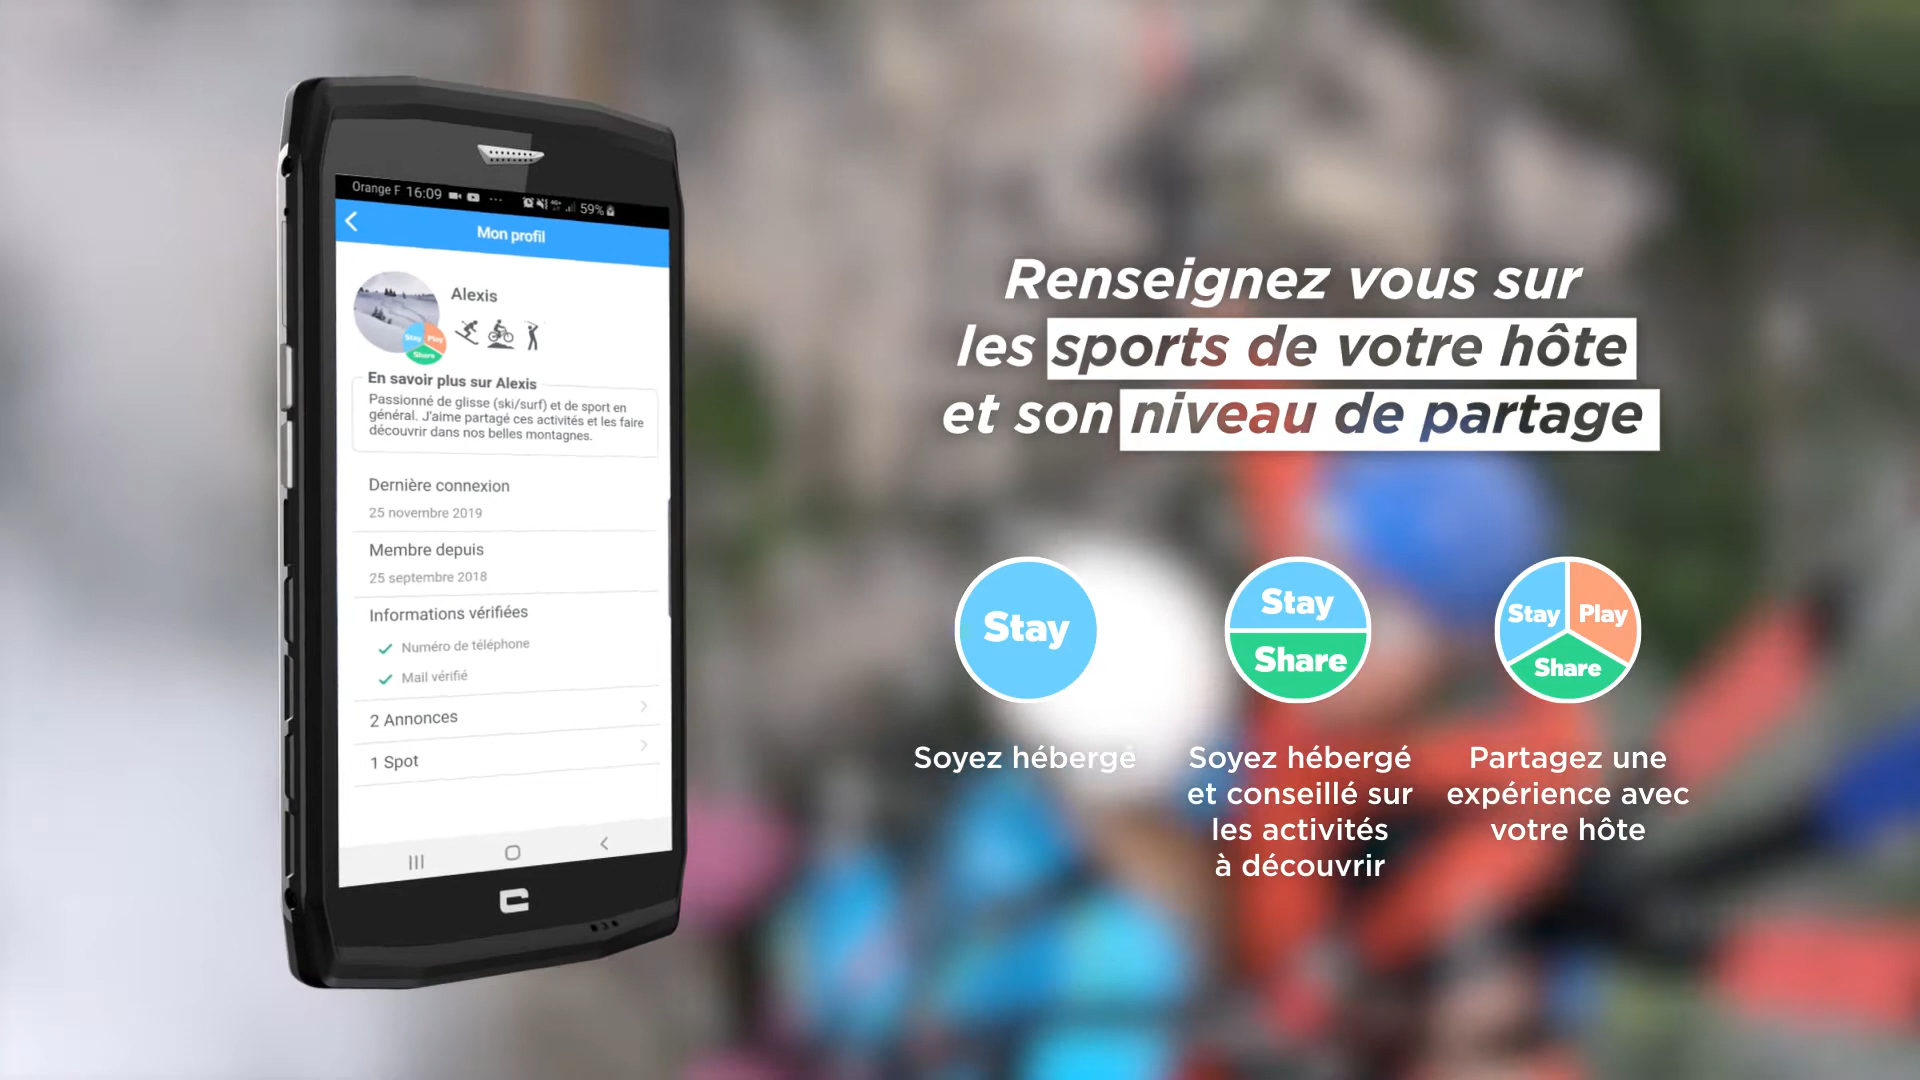 Orange F 16:09 ... 59%
Mon profil
Alexis
Stay Play
Share
En savoir plus sur Alexis
Passionné de glisse (ski/surf) et de sport en
général. J'aime partagé ces activités et les faire
découvrir dans nos belles montagnes.
Dernière connexion
25 novembre 2019
Membre depuis
25 septembre 2018
Informations vérifiées
Numéro de téléphone
Mail vérifié
2 Annonces
1 Spot
Renseignez vous sur
les sports de votre hôte
et son niveau de partage
Stay
Soyez hébergé
Stay
Share
Soyez hébergé
et conseillé sur
les activités
à découvrir
Stay Play
Share
Partagez une
expérience avec
votre hôte